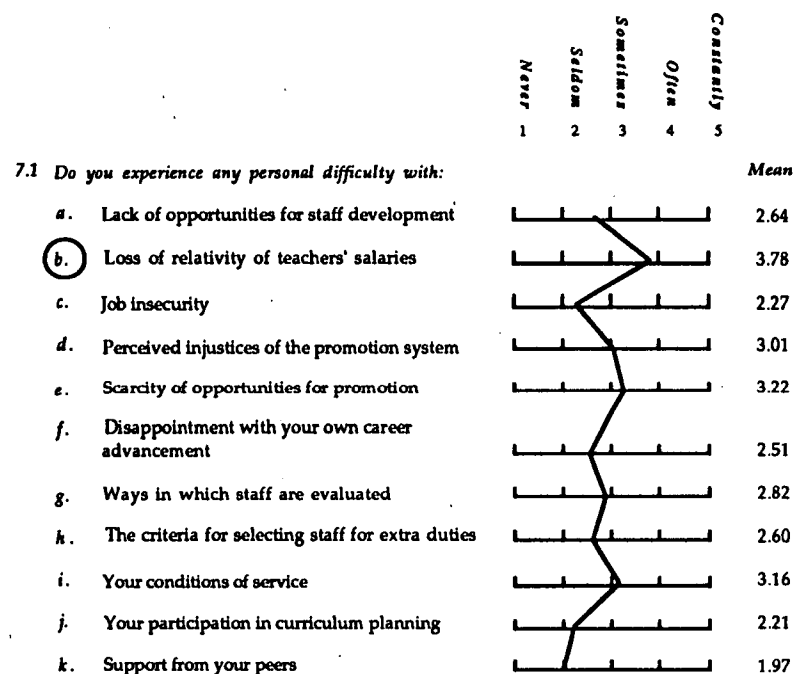 Never Seldom Sometimes Often Constantly
1 2 3 4 5
7.1 Do you experience any personal difficulty with: Mean
a. Lack of opportunities for staff development 2.64
b. Loss of relativity of teachers' salaries 3.78
c. Job insecurity 2.27
d. Perceived injustices of the promotion system 3.01
e. Scarcity of opportunities for promotion 3.22
f. Disappointment with your own career
advancement 2.51
g. Ways in which staff are evaluated 2.82
h. The criteria for selecting staff for extra duties 2.60
i. Your conditions of service 3.16
j. Your participation in curriculum planning 2.21
k. Support from your peers 1.97